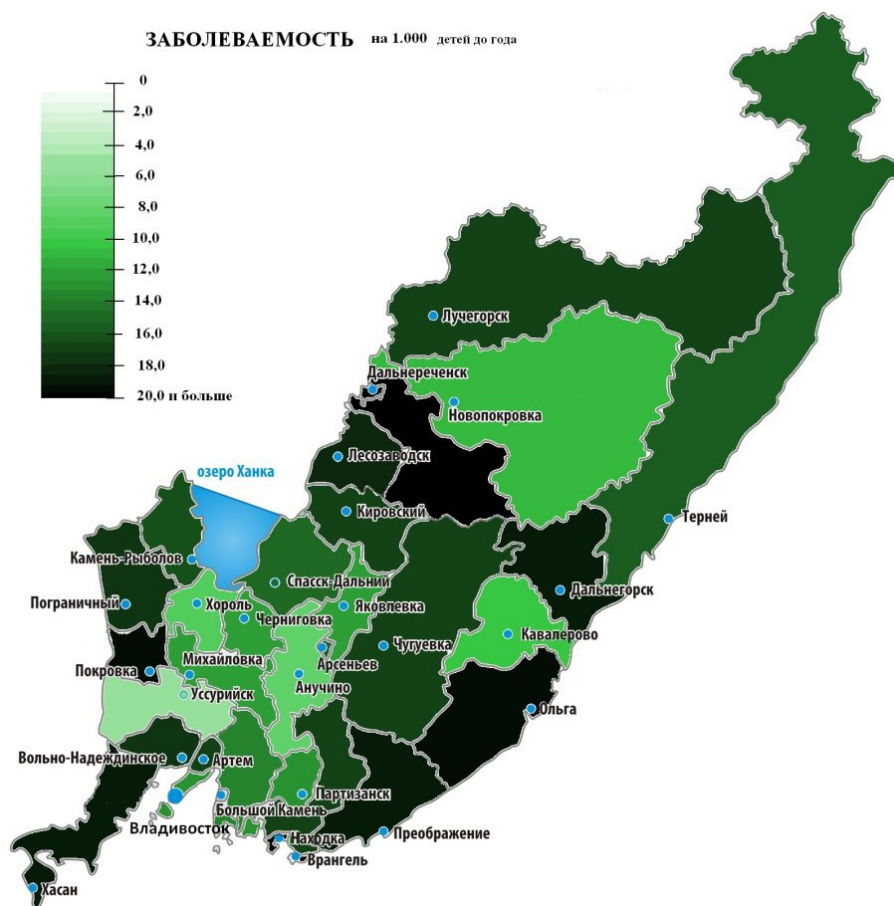 ЗАБОЛЕВАЕМОСТЬ на 1.000 детей до года
0
2,0
4,0
6,0
8,0
10,0
12,0
14,0
16,0
18,0
20,0 и больше
Лучегорск
Дальнереченск
Новопокровка
Лесозаводск
озеро Ханка
Кировский
Терней
Камень-Рыболов
Спасск-Дальний
Дальнегорск
Пограничный
Хороль
Яковлевка
Черниговка
Кавалерово
Чугуевка
Арсеньев
Михайловка
Покровка
Анучино
Уссурийск
Ольга
Вольно-Надеждинское
Артем
Партизанск
Большой Камень
Владивосток
Преображение
Находка
Врангель
Хасан